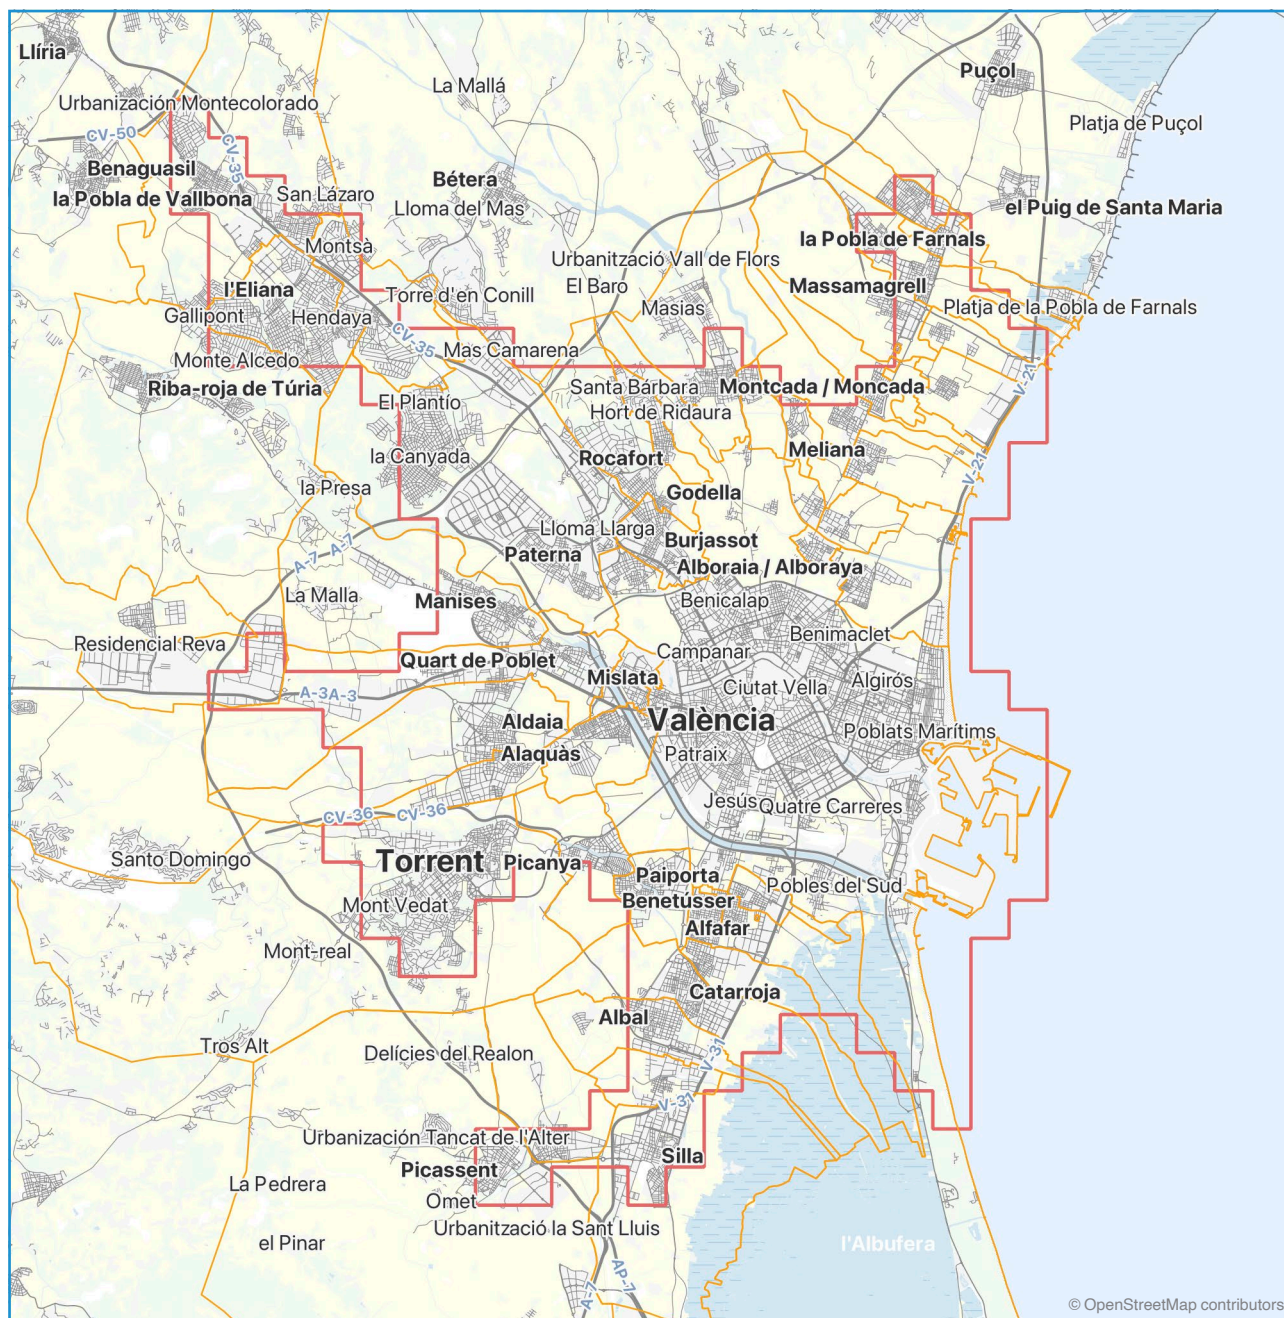 Llíria
Puçol
La Mallá
Urbanización Montecolorado
Platja de Puçol
CV-50
CV-35
Benaguasil
Bétera
la Pobla de Vallbona
San Lázaro
Lloma del Mas
el Puig de Santa Maria
Montsà
la Pobla de Farnals
Urbanització Vall de Flors
El Baro
Massamagrell
l'Eliana
Torre d'en Conill
Gallipont
Hendaya
Masias
Platja de la Pobla de Farnals
CV-35
Mas Camarena
Monte Alcedo
V-21
Riba-roja de Túria
Santa Bárbara
Montcada / Moncada
El Plantío
Hort de Ridaura
la Canyada
Rocafort
Meliana
V-21
la Presa
Godella
Lloma Llarga
Burjassot
A-7
A-7
Paterna
Alboraia / Alboraya
La Malla
Manises
Benicalap
Residencial Reva
Benimaclet
Campanar
Quart de Poblet
Mislata
Ciutat Vella
Algirós
A-3
A-3
Aldaia
València
Poblats Marítims
Alaquàs
Patraix
Jesús
Quatre Carreres
CV-36
CV-36
Santo Domingo
Torrent
Picanya
Paiporta
Pobles del Sud
Mont Vedat
Benetússer
Alfafar
Mont-real
Catarroja
Albal
Tros Alt
Delícies del Realon
V-31
V-31
Urbanización Tancat de l'Alter
Silla
Picassent
La Pedrera
Omet
Urbanització la Sant Lluis
el Pinar
l'Albufera
A-7
AP-7
© OpenStreetMap contributors